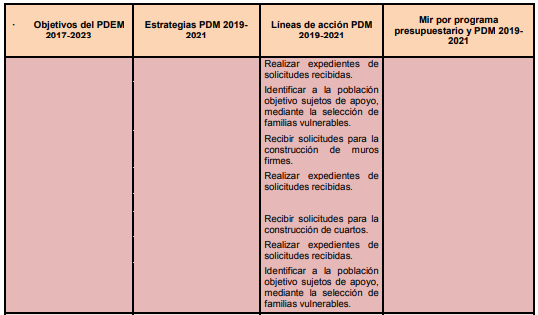 · Objetivos del PDEM
2017-2023
Estrategias PDM 2019-
2021
Líneas de acción PDM
2019-2021
Mir por programa
presupuestario y PDM 2019-
2021
Realizar expedientes de
solicitudes recibidas.
Identificar a la población
objetivo sujetos de apoyo,
mediante la selección de
familias vulnerables.
Recibir solicitudes para la
construcción de muros
firmes.
Realizar expedientes de
solicitudes recibidas.
Recibir solicitudes para la
construcción de cuartos.
Realizar expedientes de
solicitudes recibidas.
Identificar a la población
objetivo sujetos de apoyo,
mediante la selección de
familias vulnerables.